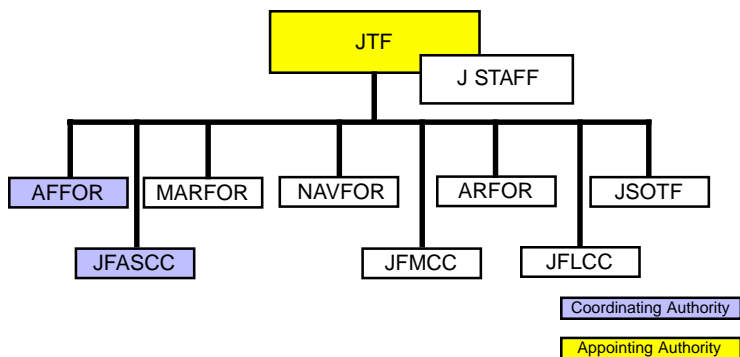 JTF
J STAFF
AFFOR
MARFOR
NAVFOR
ARFOR
JSOTF
JFASCC
JFMCC
JFLCC
Coordinating Authority
Appointing Authority